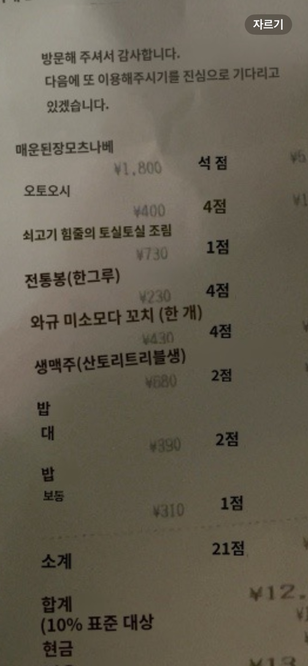 자르기
방문해 주셔서 감사합니다.
다음에 또 이용해주시기를 진심으로 기다리고
있겠습니다.
매운된장모츠나베
¥1,800 석 점
오토오시
¥400 4점
쇠고기 힘줄의 토실토실 조림
¥730 1점
전통봉(한그루)
¥230 4점
와규 미소모다 꼬치 (한 개)
¥430 4점
생맥주(산토리트리블생)
¥680 2점
밥
대
¥390 2점
밥
보통
¥310 1점
소계 21점
합계 ¥12.
(10% 표준 대상
현금